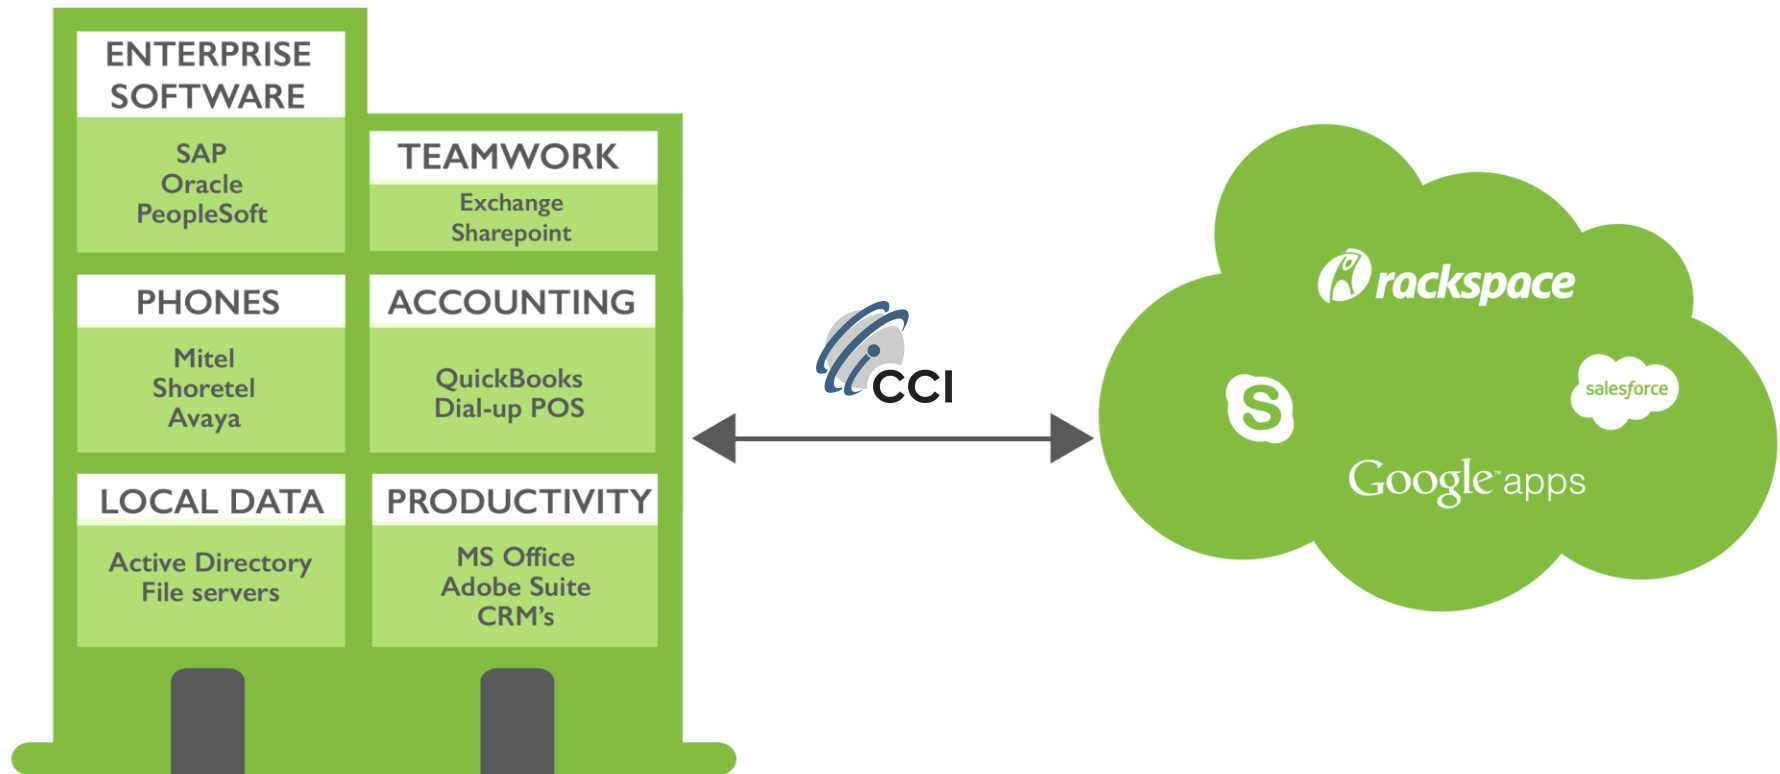 ENTERPRISE
SOFTWARE
SAP
Oracle
PeopleSoft
TEAMWORK
Exchange
Sharepoint
PHONES
Mitel
Shoretel
Avaya
ACCOUNTING
QuickBooks
Dial-up POS
LOCAL DATA
Active Directory
File servers
PRODUCTIVITY
MS Office
Adobe Suite
CRM's
CCI
rackspace
S
salesforce
Google™ apps